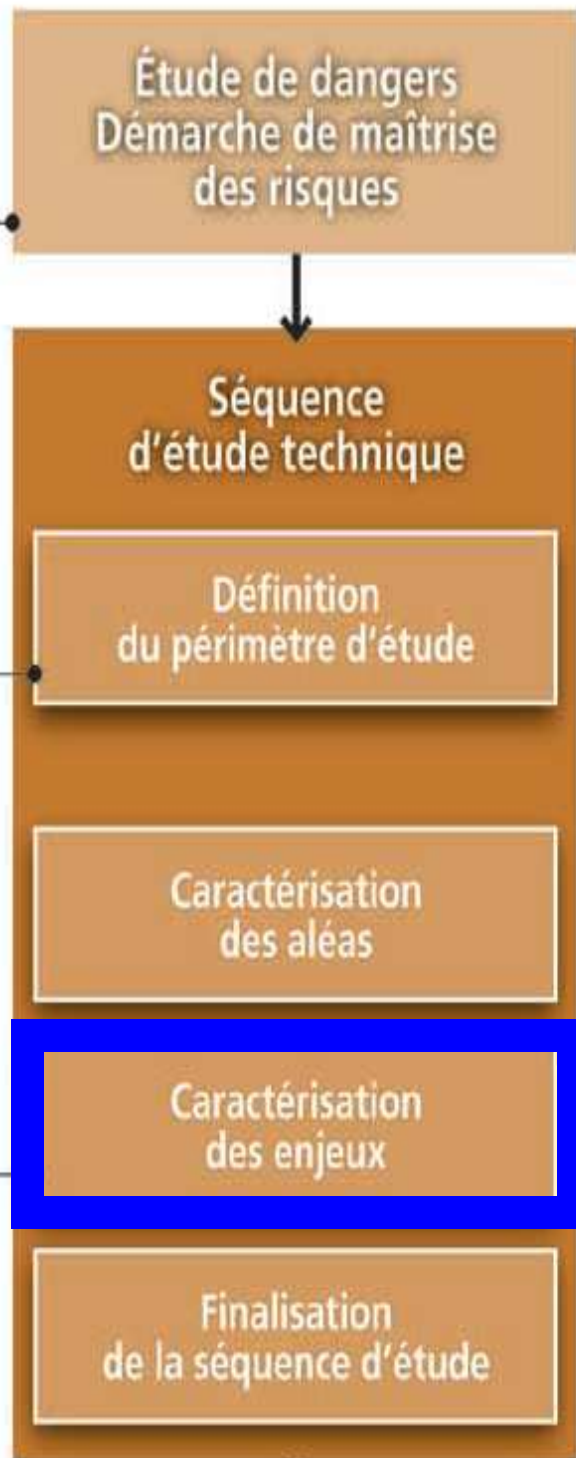 Étude de dangers
Démarche de maîtrise
des risques
Séquence
d'étude technique
Définition
du périmètre d'étude
Caractérisation
des aléas
Caractérisation
des enjeux
Finalisation
de la séquence d'étude